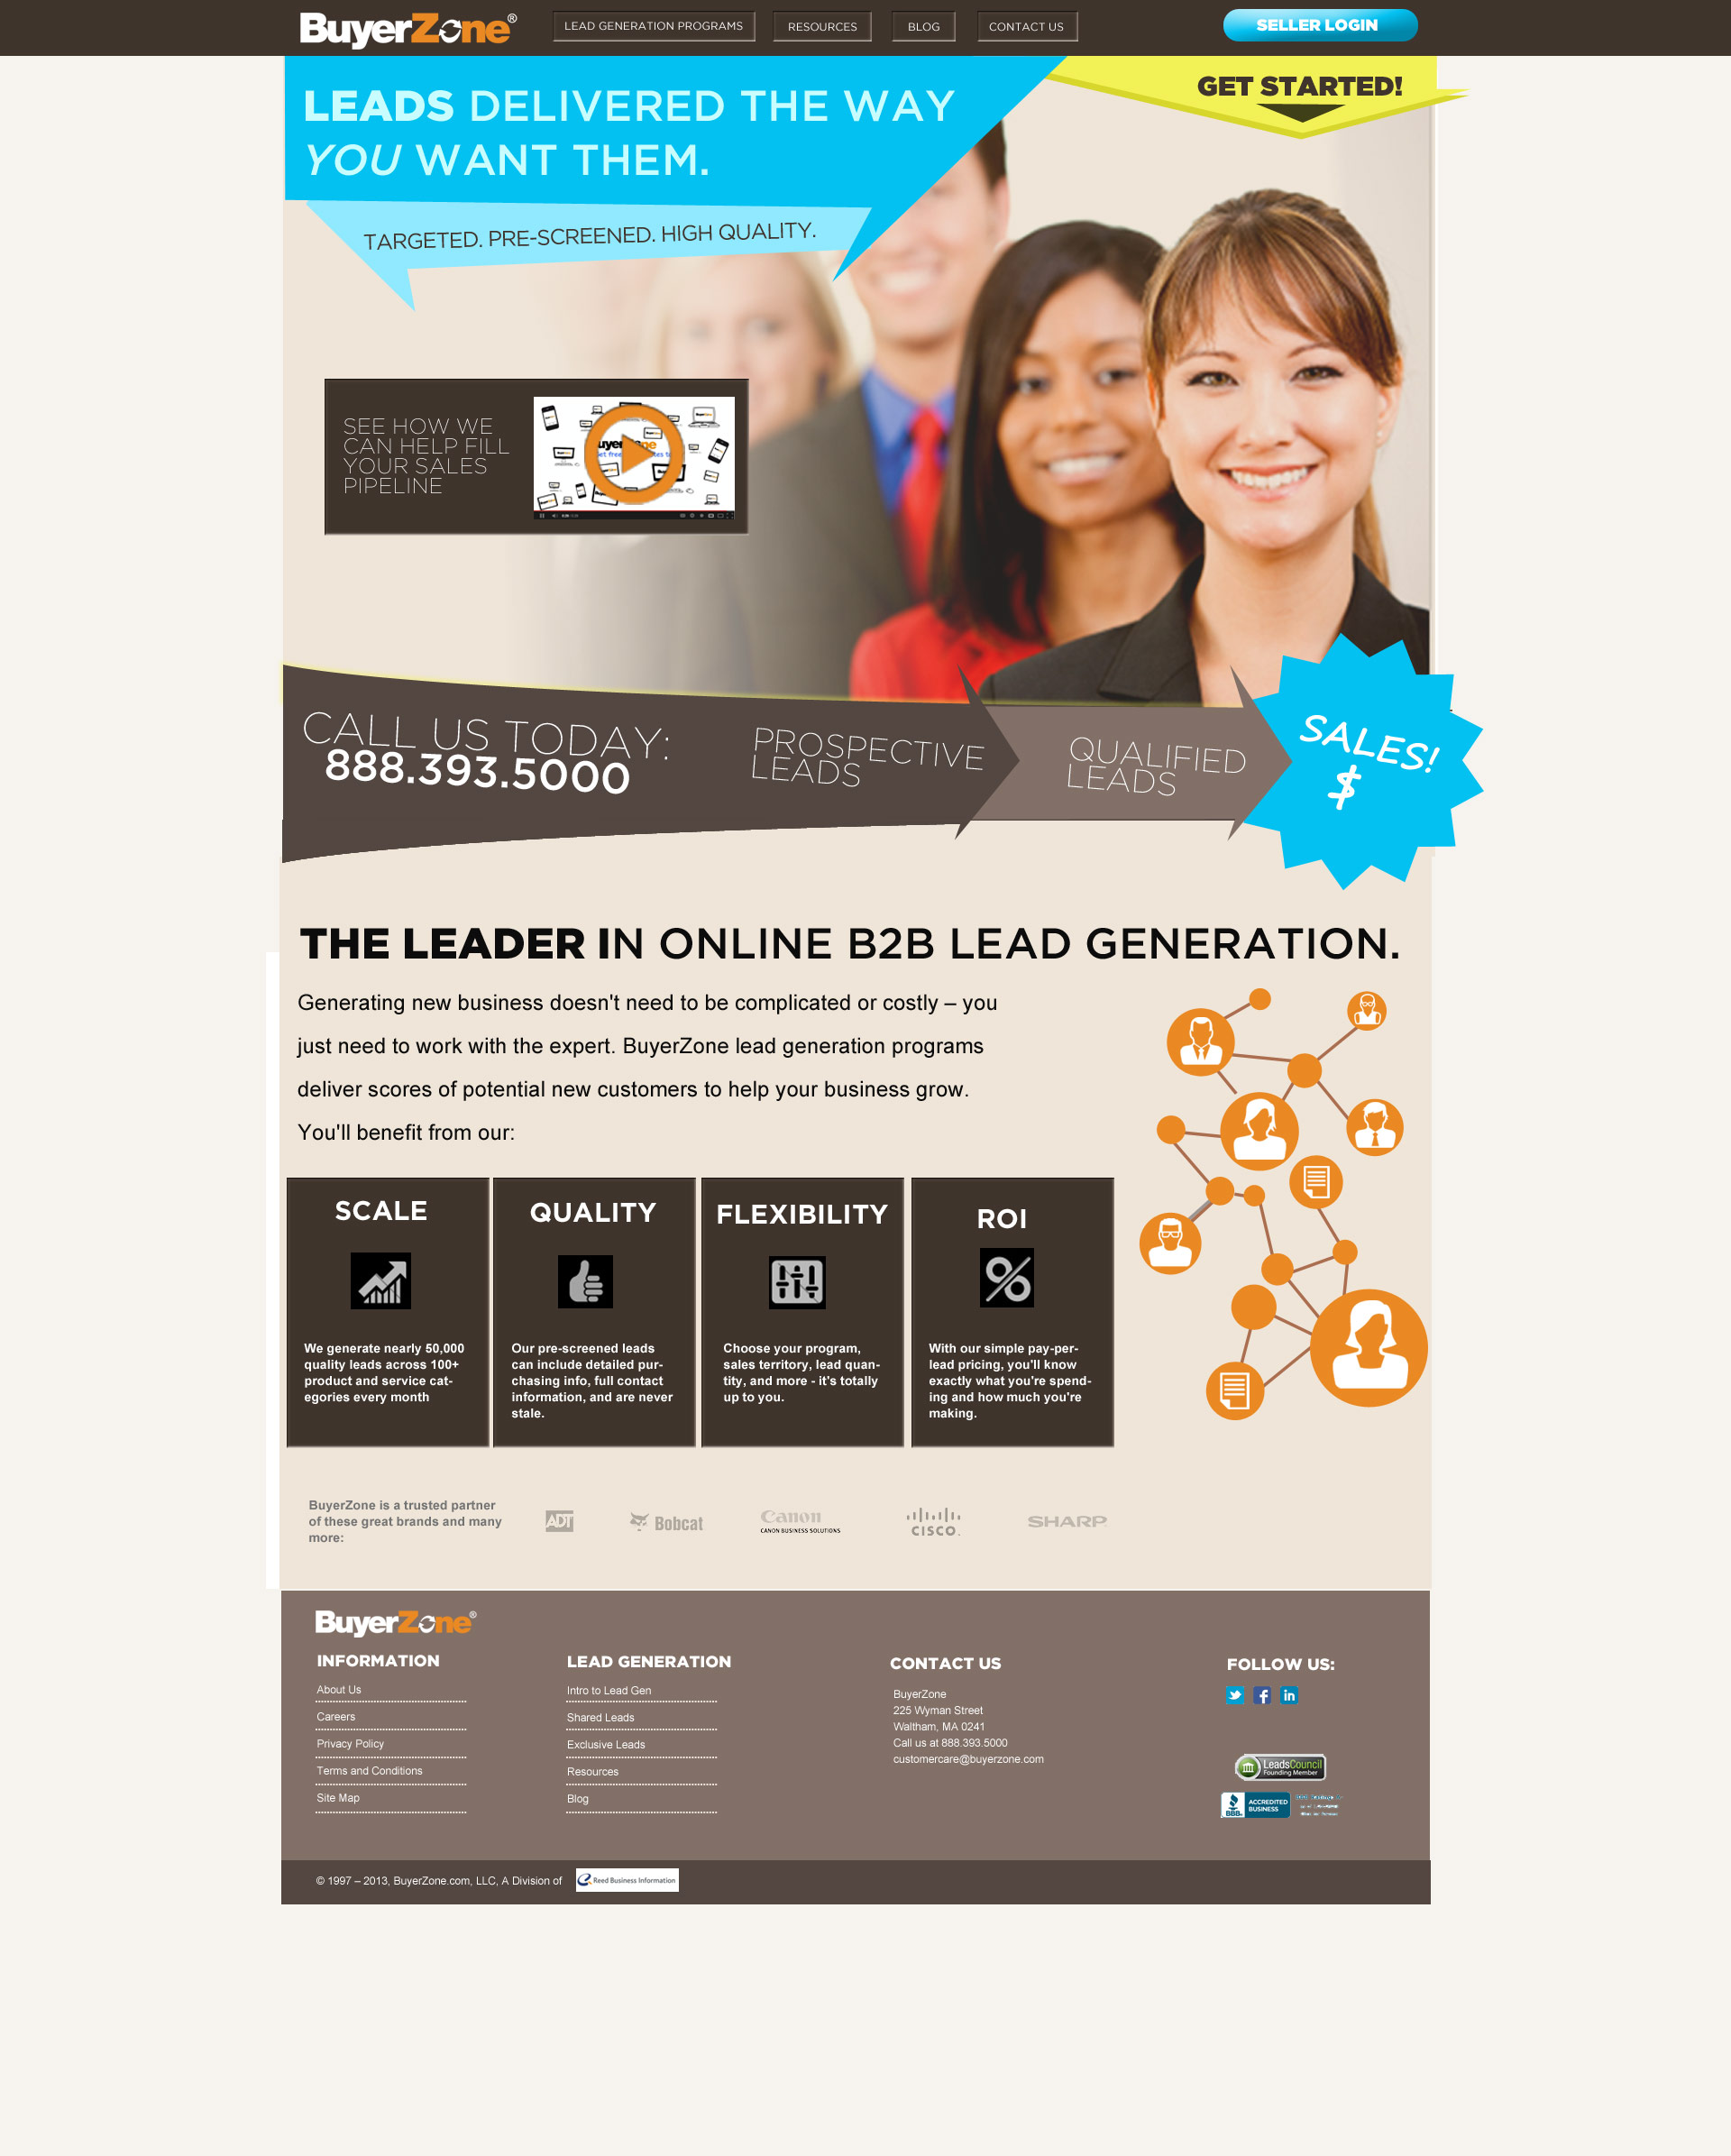 BuyerZone®
LEAD GENERATION PROGRAMS
RESOURCES
BLOG
CONTACT US
SELLER LOGIN
LEADS DELIVERED THE WAY
YOU WANT THEM.
GET STARTED!
TARGETED. PRE-SCREENED. HIGH QUALITY.
SEE HOW WE
CAN HELP FILL
YOUR SALES
PIPELINE
CALL US TODAY:
888.393.5000
PROSPECTIVE
LEADS
QUALIFIED
LEADS
SALES!
$
THE LEADER IN ONLINE B2B LEAD GENERATION.
Generating new business doesn't need to be complicated or costly – you
just need to work with the expert. BuyerZone lead generation programs
deliver scores of potential new customers to help your business grow.
You'll benefit from our:
SCALE
We generate nearly 50,000
quality leads across 100+
product and service cat-
egories every month
QUALITY
Our pre-screened leads
can include detailed pur-
chasing info, full contact
information, and are never
stale.
FLEXIBILITY
Choose your program,
sales territory, lead quan-
tity, and more - it's totally
up to you.
ROI
%
With our simple pay-per-
lead pricing, you'll know
exactly what you're spend-
ing and how much you're
making.
BuyerZone is a trusted partner
of these great brands and many
more:
ADT
Bobcat
Canon
CANON BUSINESS SOLUTIONS
CISCO.
SHARP
BuyerZone®
INFORMATION
About Us
Careers
Privacy Policy
Terms and Conditions
Site Map
LEAD GENERATION
Intro to Lead Gen
Shared Leads
Exclusive Leads
Resources
Blog
CONTACT US
BuyerZone
225 Wyman Street
Waltham, MA 0241
Call us at 888.393.5000
customercare@buyerzone.com
FOLLOW US:
in
LeadsCouncil
Founding Member
BBB.
ACCREDITED
BUSINESS
© 1997 – 2013, BuyerZone.com, LLC, A Division of
Reed Business Information